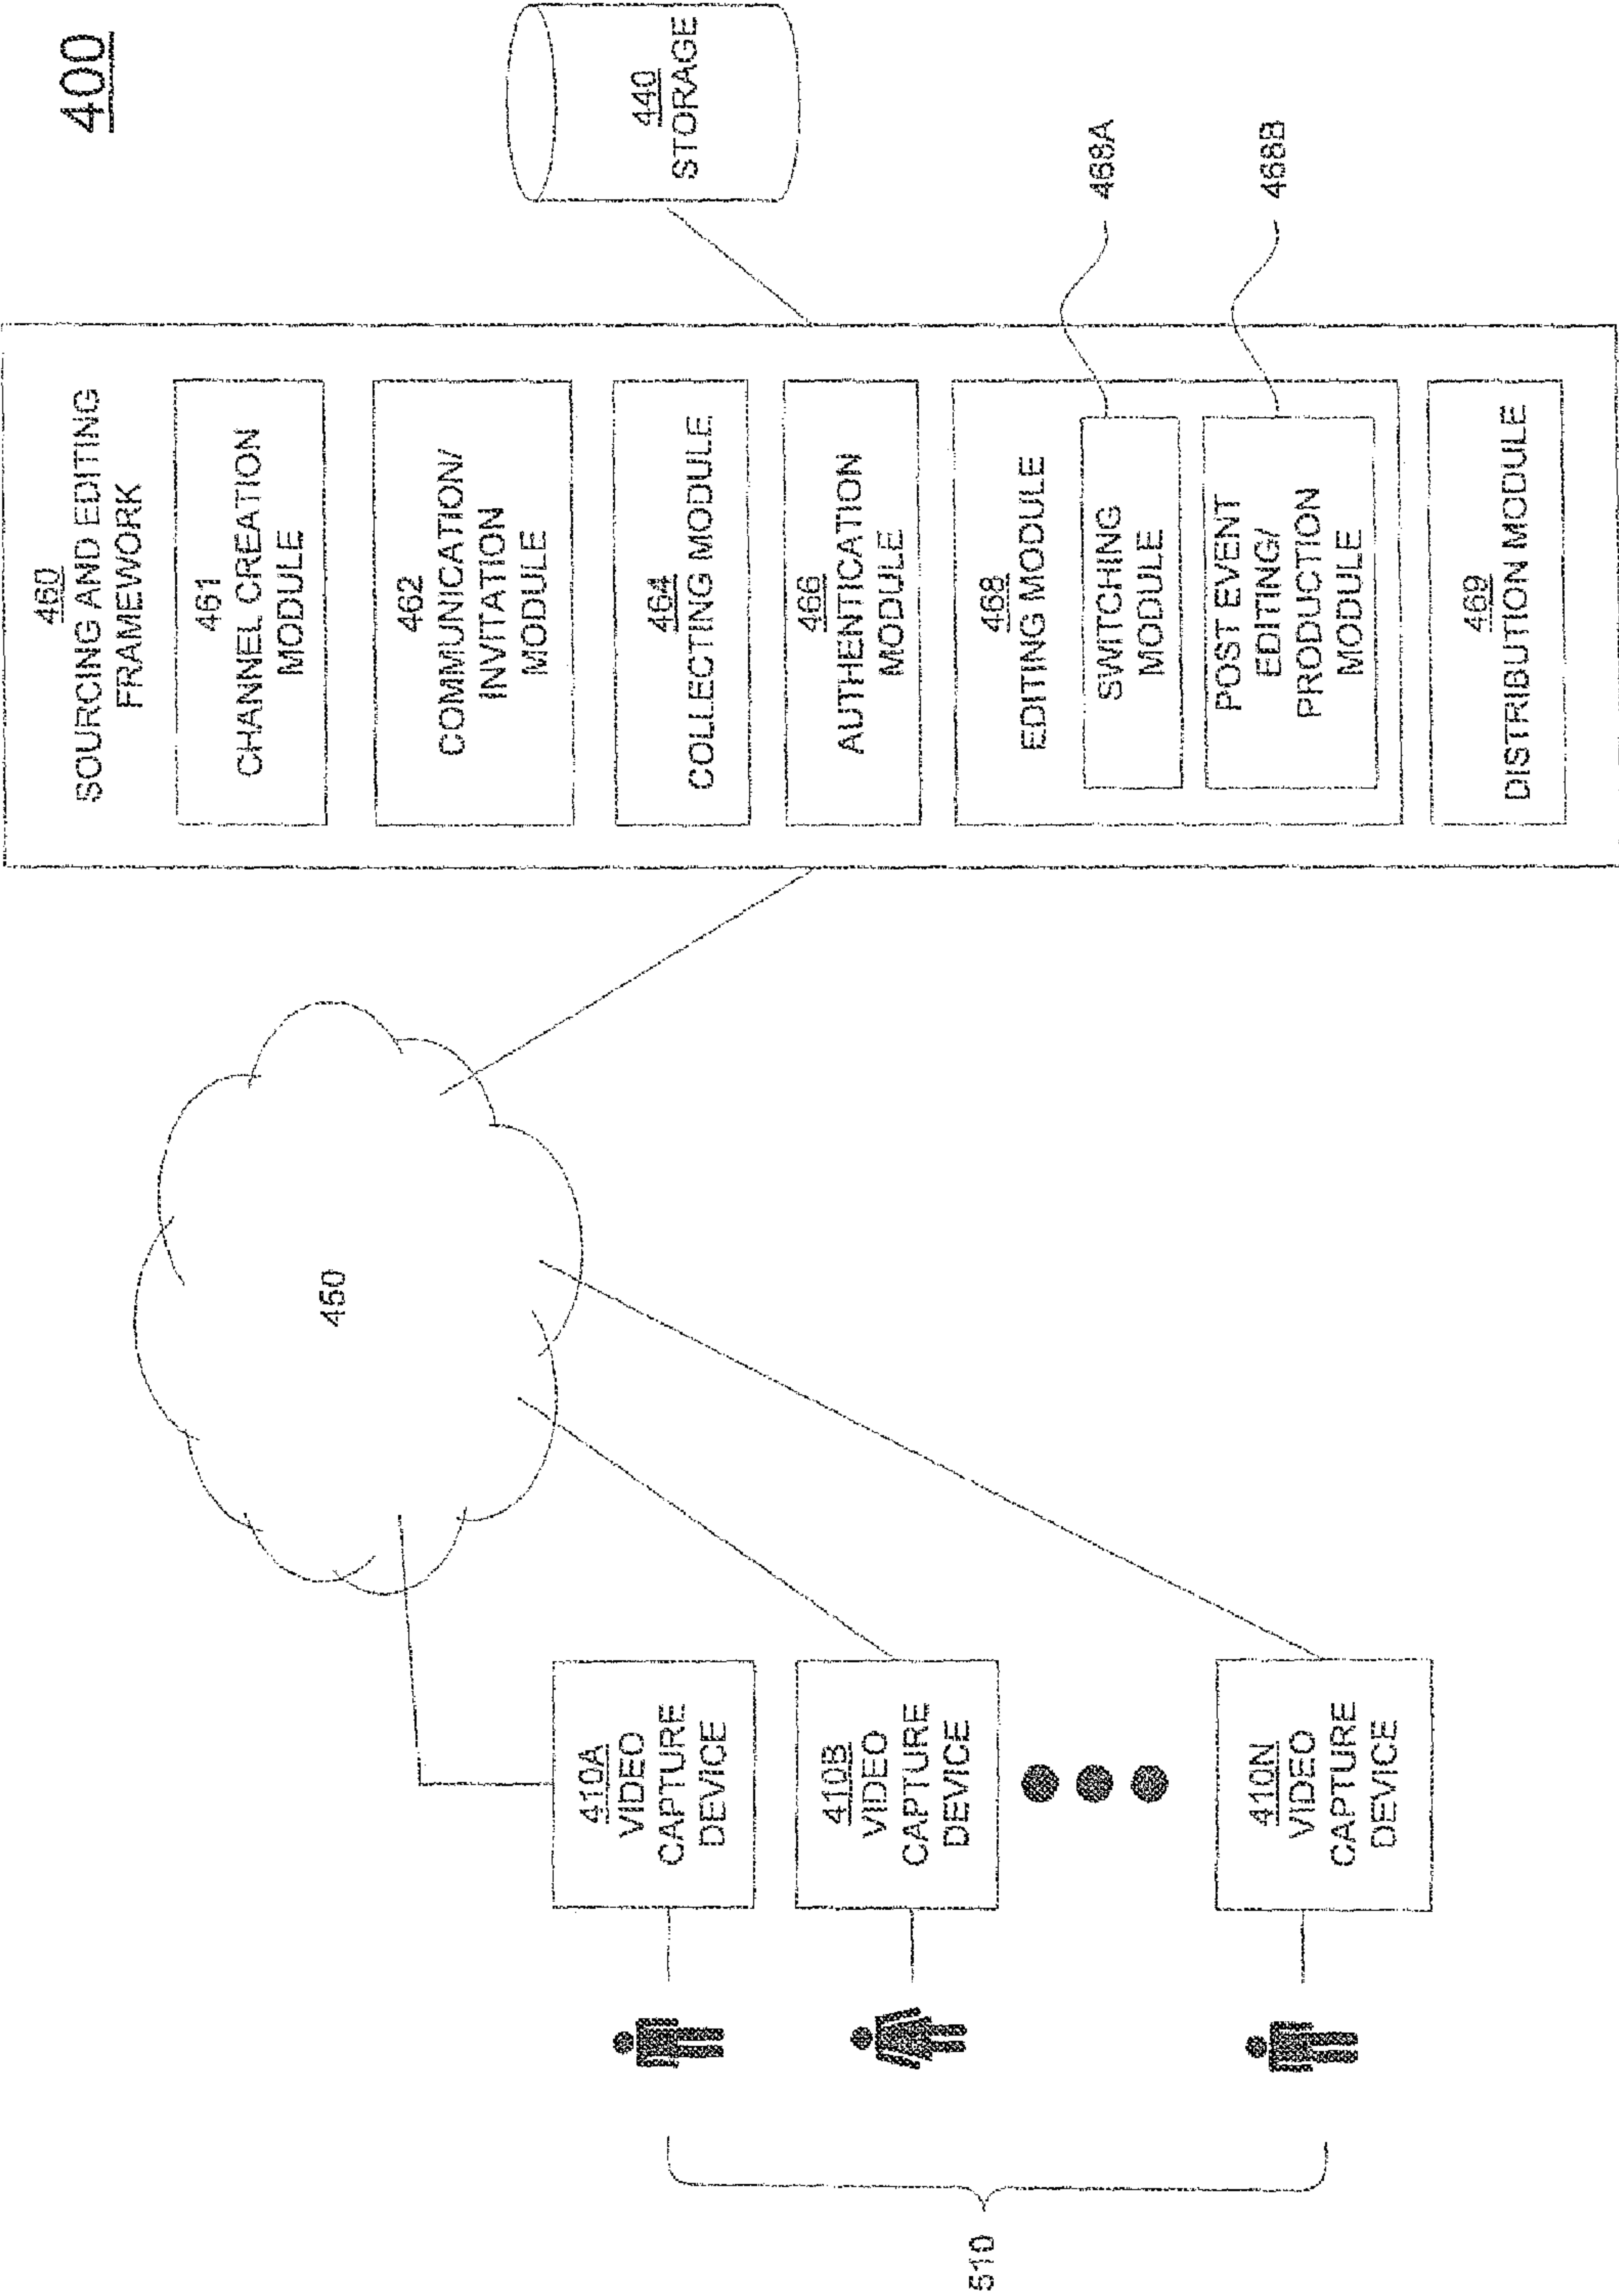 400
460
SOURCING AND EDITING
FRAMEWORK
461
CHANNEL CREATION
MODULE
462
COMMUNICATION/
INVITATION
MODULE
464
COLLECTING MODULE
466
AUTHENTICATION
MODULE
468
EDITING MODULE
SWITCHING
MODULE
POST EVENT
EDITING/
PRODUCTION
MODULE
469
DISTRIBUTION MODULE
440
STORAGE
468A
468B
450
410A
VIDEO
CAPTURE
DEVICE
410B
VIDEO
CAPTURE
DEVICE
410N
VIDEO
CAPTURE
DEVICE
510